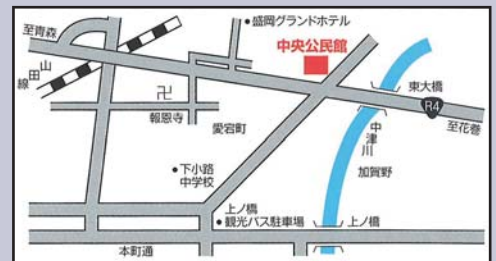 盛岡グランドホテル
至青森
中央公民館
山田線
東大橋
R4
至花巻
卍
報恩寺
愛宕町
中津川
加賀野
下小路
中学校
上ノ橋
観光バス駐車場
上ノ橋
本町通